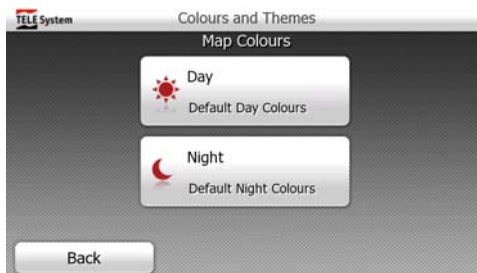 TELE System
Colours and Themes
Map Colours
Day
Default Day Colours
Night
Default Night Colours
Back